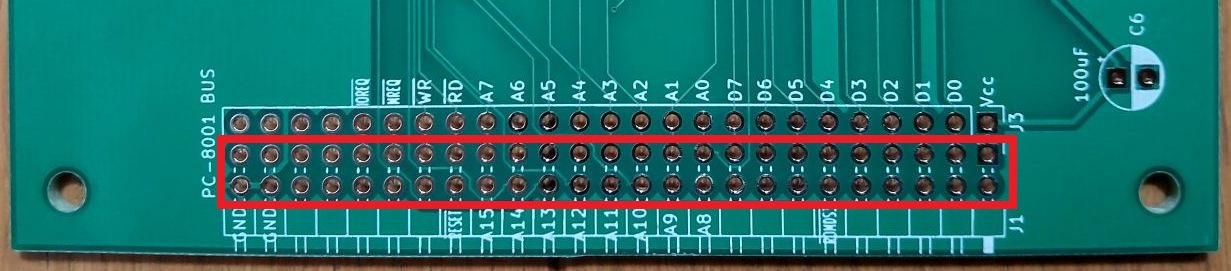 PC-8001 BUS
IOREQ MREQ WR RD A7 A6 A5 A4 A3 A2 A1 A0 D7 D6 D5 D4 D3 D2 D1 D0 Vcc
100uF C6
J3
GND GND RESET A15 A14 A13 A12 A11 A10 A9 A8
J1